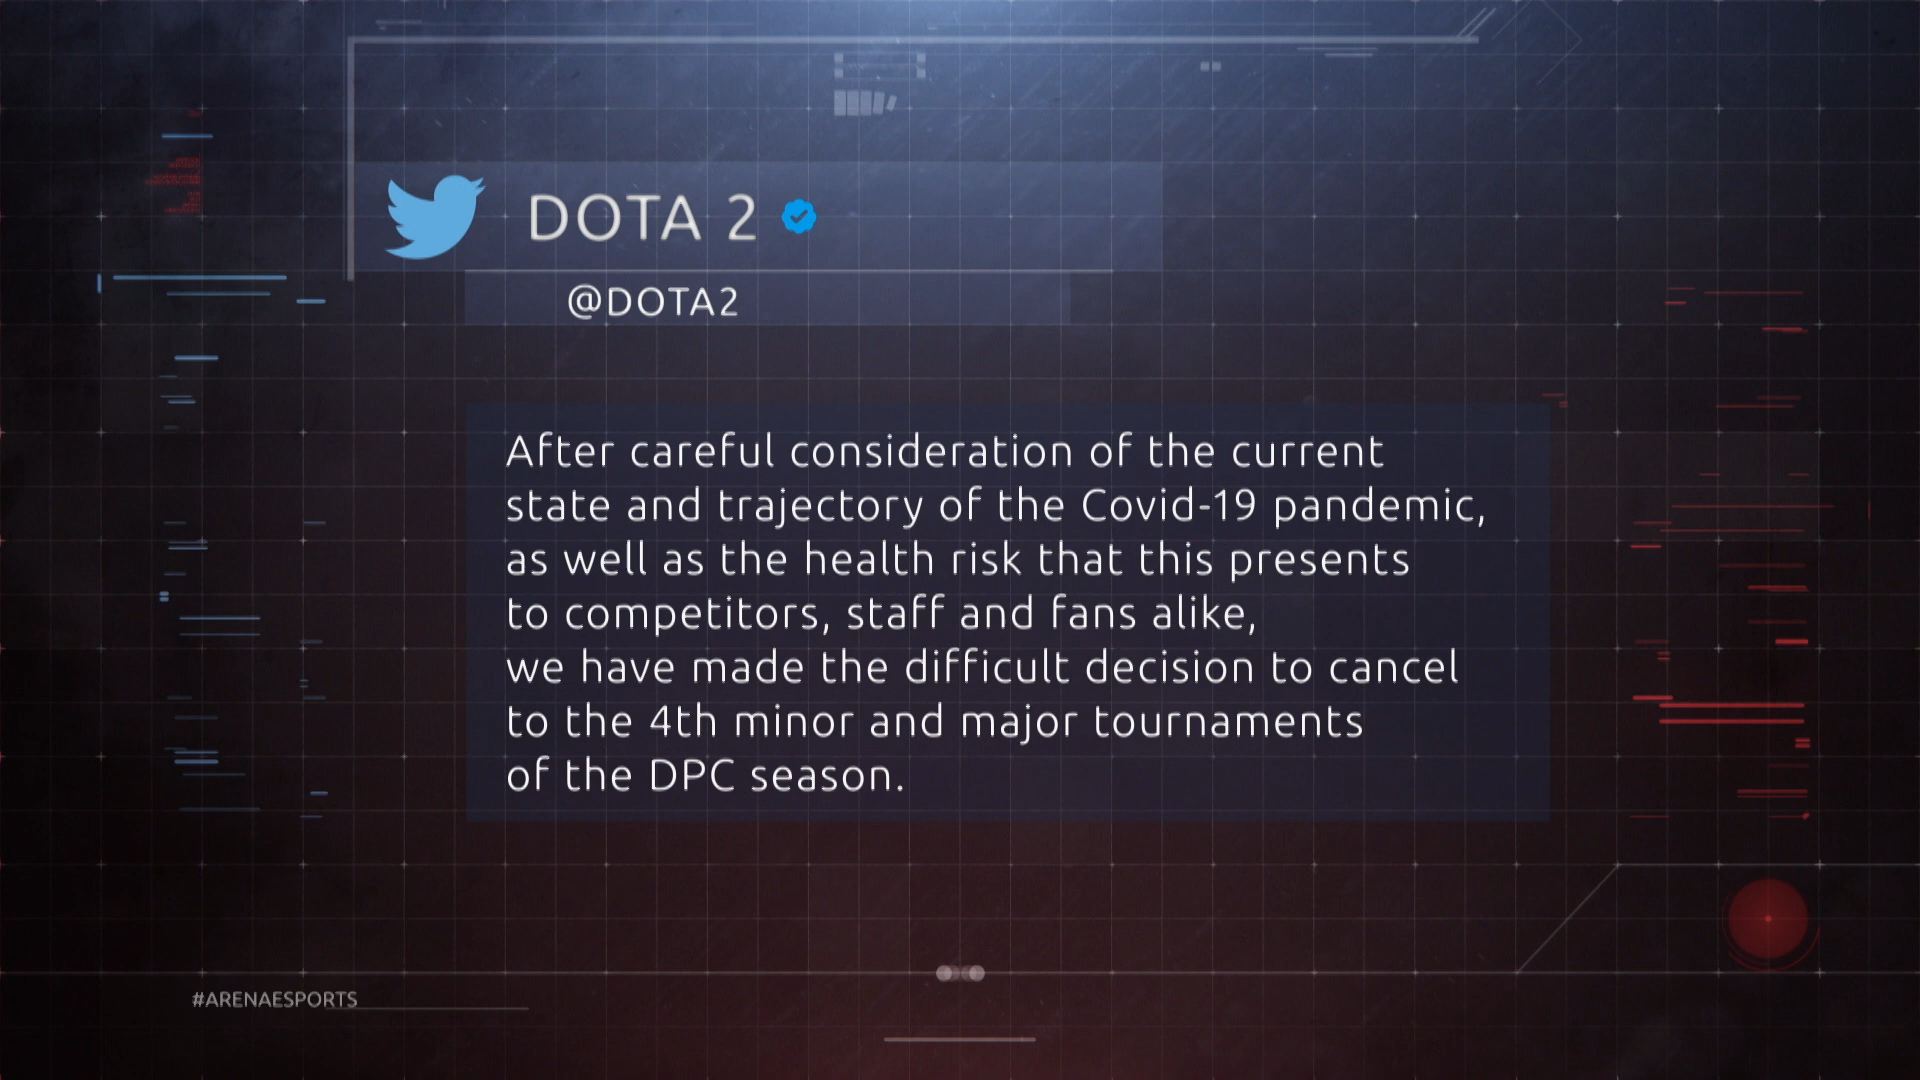 DOTA 2
@DOTA2
After careful consideration of the current
state and trajectory of the Covid-19 pandemic,
as well as the health risk that this presents
to competitors, staff and fans alike,
we have made the difficult decision to cancel
to the 4th minor and major tournaments
of the DPC season.
#ARENAESPORTS